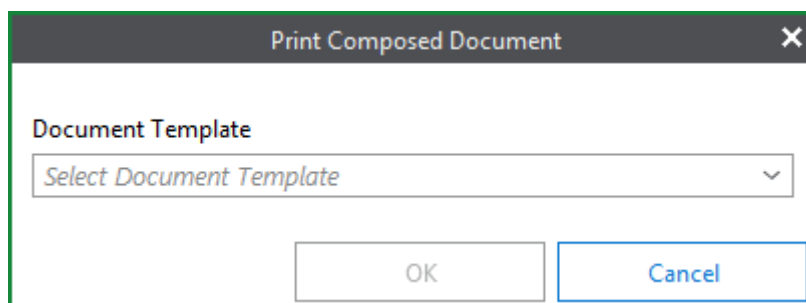 Print Composed Document
Document Template
Select Document Template
OK
Cancel